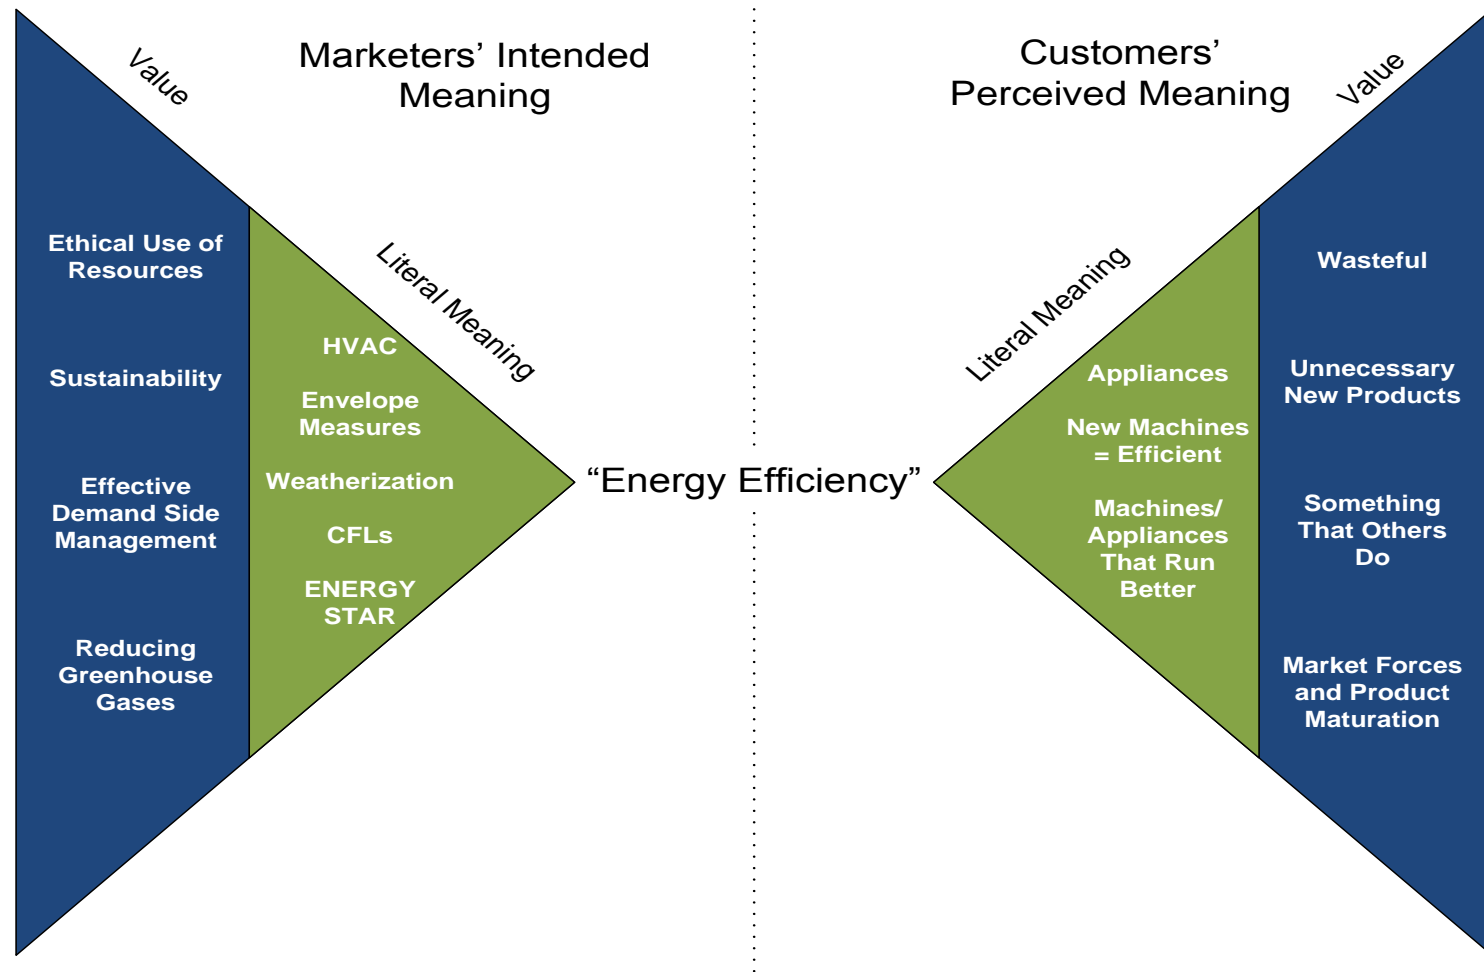 Value
Marketers’ Intended
Meaning
Ethical Use of
Resources
Sustainability
Effective
Demand Side
Management
Reducing
Greenhouse
Gases
Literal Meaning
HVAC
Envelope
Measures
Weatherization
CFLs
ENERGY
STAR
“Energy Efficiency”
Customers’
Perceived Meaning
Value
Literal Meaning
Appliances
New Machines
= Efficient
Machines/
Appliances
That Run
Better
Wasteful
Unnecessary
New Products
Something
That Others
Do
Market Forces
and Product
Maturation